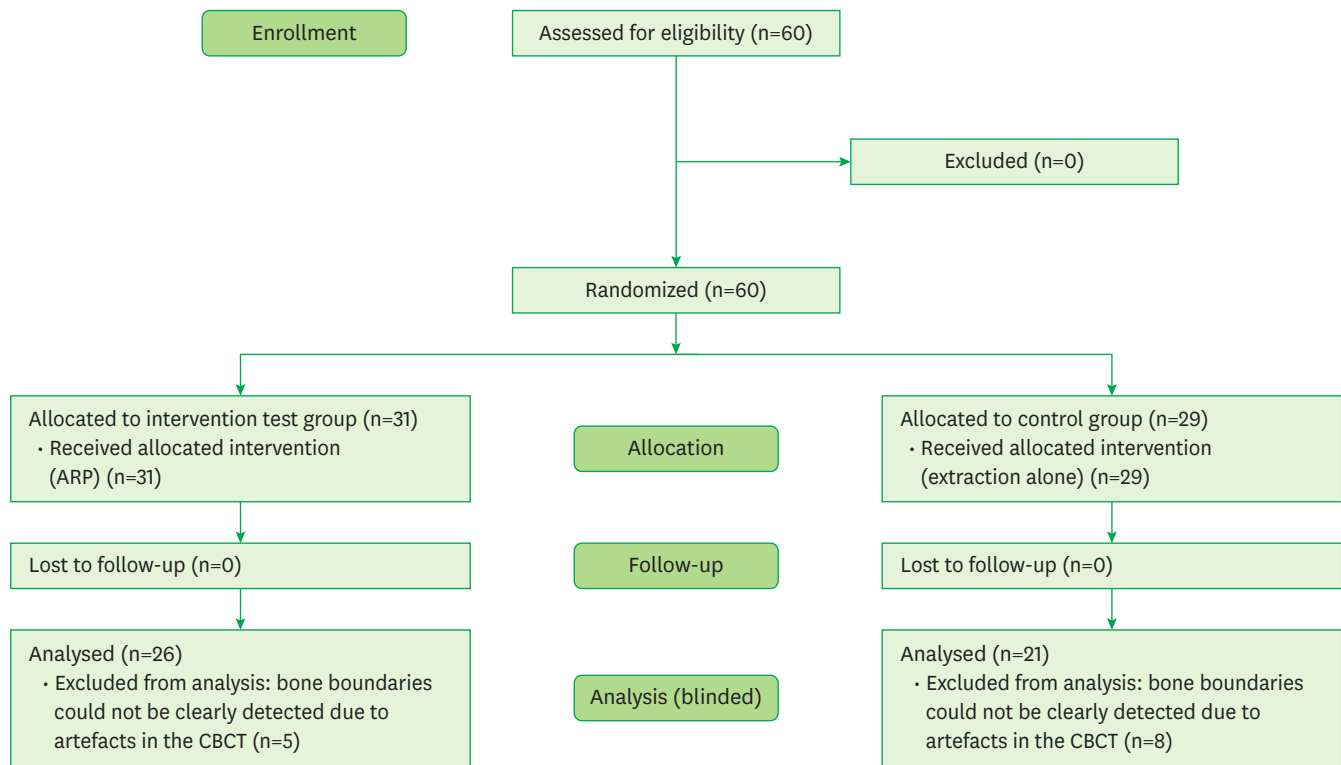 Enrollment
Assessed for eligibility (n=60)
Excluded (n=0)
Randomized (n=60)
Allocated to intervention test group (n=31)
· Received allocated intervention
(ARP) (n=31)
Allocation
Allocated to control group (n=29)
· Received allocated intervention
(extraction alone) (n=29)
Lost to follow-up (n=0)
Follow-up
Lost to follow-up (n=0)
Analysed (n=26)
· Excluded from analysis: bone boundaries
could not be clearly detected due to
artefacts in the CBCT (n=5)
Analysis (blinded)
Analysed (n=21)
· Excluded from analysis: bone boundaries
could not be clearly detected due to
artefacts in the CBCT (n=8)